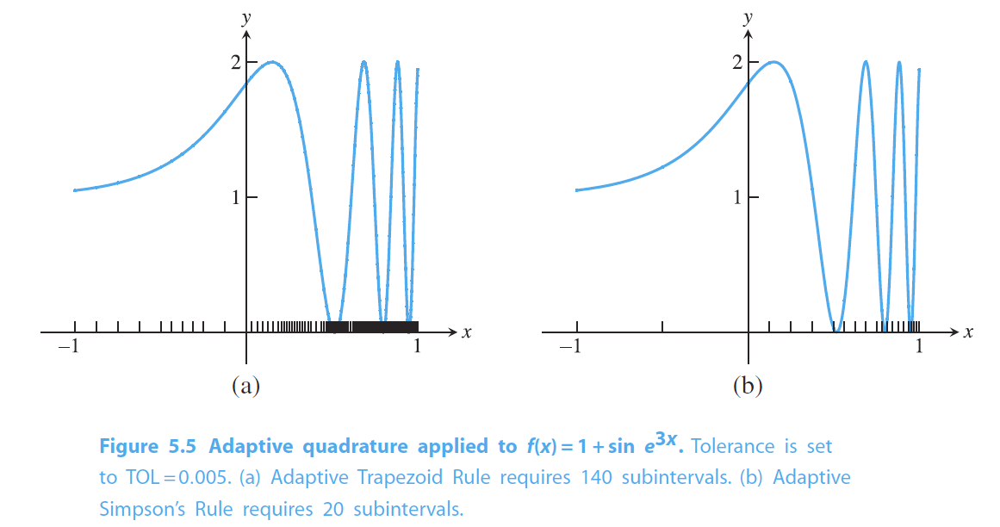 y
y
2
2
1
1
x
x
−1
1
−1
1
(a)
(b)
Figure 5.5 Adaptive quadrature applied to f(x) = 1 + sin e^3x. Tolerance is set
to TOL = 0.005. (a) Adaptive Trapezoid Rule requires 140 subintervals. (b) Adaptive
Simpson’s Rule requires 20 subintervals.